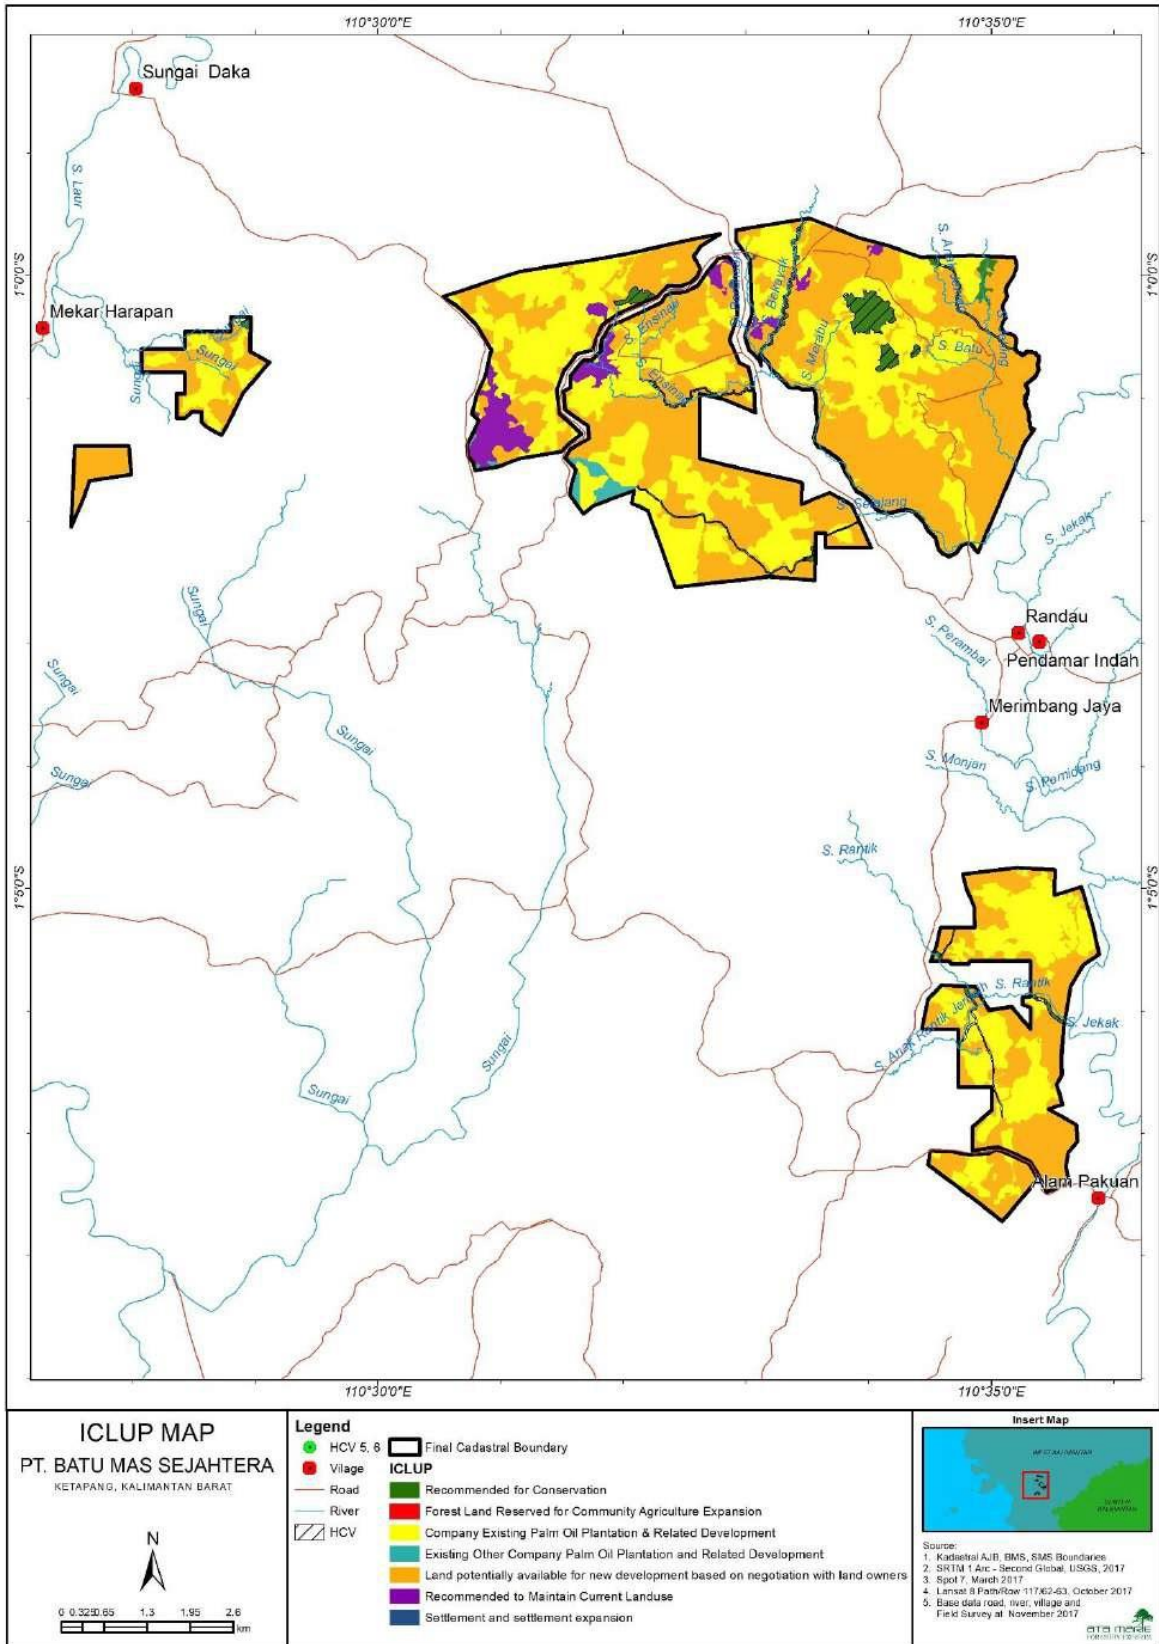 110°30'0"E
110°35'0"E
Sungai Daka
S. Laur
1°0'0"S
1°0'0"S
Mekar Harapan
Sungai
Sungai
S. Ensinai
S. Ensinai
S. Bekayak
S. Merabu
S. Batu
S. Jekak
Sungai
Randau
S. Perambai
Pendamar Indah
Sungai
Merimbang Jaya
Sungai
S. Monjan
S. Pemidang
Sungai
S. Rantik
1°5'0"S
1°5'0"S
S. Rantik
S. Anak Rantik Jernih
S. Jekak
Sungai
Sungai
Alam Pakuan
110°30'0"E
110°35'0"E
ICLUP MAP
PT. BATU MAS SEJAHTERA
KETAPANG, KALIMANTAN BARAT
N
0 0.325 0.65 1.3 1.95 2.6
km
Legend
HCV 5, 6
Vilage
Road
River
HCV
Final Cadastral Boundary
ICLUP
Recommended for Conservation
Forest Land Reserved for Community Agriculture Expansion
Company Existing Palm Oil Plantation & Related Development
Existing Other Company Palm Oil Plantation and Related Development
Land potentially available for new development based on negotiation with land owners
Recommended to Maintain Current Landuse
Settlement and settlement expansion
Insert Map
Source:
1. Kadastral AJB, BMS, SMS Boundaries
2. SRTM 1 Arc - Second Global, USGS, 2017
3. Spot 7, March 2017
4. Lansat 8 Path/Row 117/62-63, October 2017
5. Base data road, river, village and
Field Survey at November 2017
ata marie